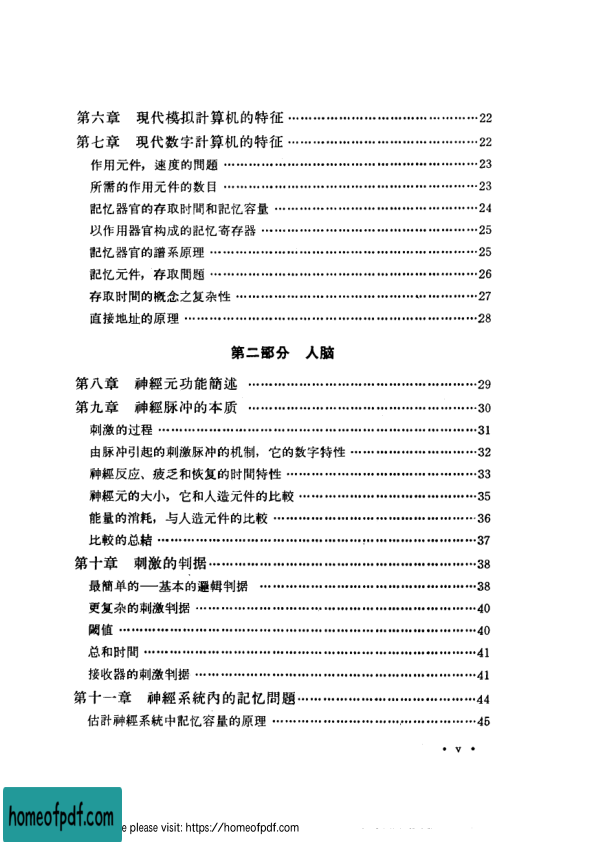 第六章　現代模拟計算机的特征 …… 22
第七章　現代数字計算机的特征 …… 22
作用元件，速度的問題 …… 23
所需的作用元件的数目 …… 23
記忆器官的存取时間和記忆容量 …… 24
以作用器官构成的記忆寄存器 …… 25
記忆器官的譜系原理 …… 25
記忆元件，存取問題 …… 26
存取时間的概念之复杂性 …… 27
直接地址的原理 …… 28
第二部分　人脑
第八章　神經元功能簡述 …… 29
第九章　神經脉冲的本质 …… 30
刺激的过程 …… 31
由脉冲引起的刺激脉冲的机制，它的数字特性 …… 32
神經反应、疲乏和恢复的时間特性 …… 33
神經元的大小，它和人造元件的比較 …… 35
能量的消耗，与人造元件的比較 …… 36
比較的总結 …… 37
第十章　刺激的判据 …… 38
最簡单的——基本的邏輯判据 …… 38
更复杂的刺激判据 …… 40
閾值 …… 40
总和时間 …… 41
接收器的刺激判据 …… 41
第十一章　神經系統內的記忆問題 …… 44
估計神經系統中記忆容量的原理 …… 45
• v •
homeofpdf.com
e please visit: https://homeofpdf.com